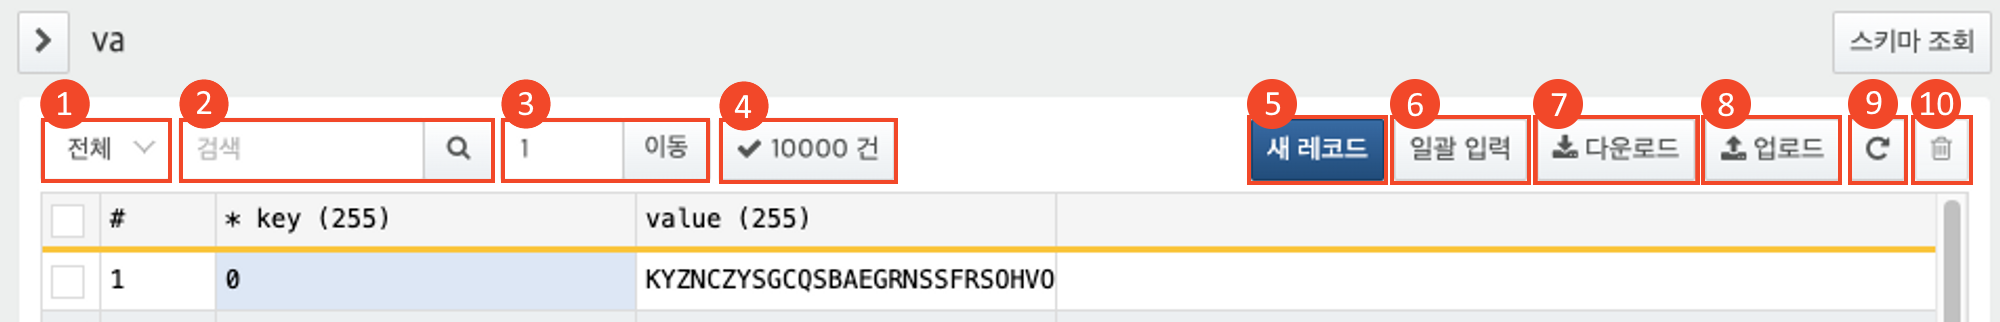 va
스키마 조회
1 2 3 4 5 6 7 8 9 10
전체 검색 1 이동 10000 건 새 레코드 일괄 입력 다운로드 업로드
# * key (255) value (255)
1 0 KYZNCZYSGCQSBAEGRNSSFRSOHVO